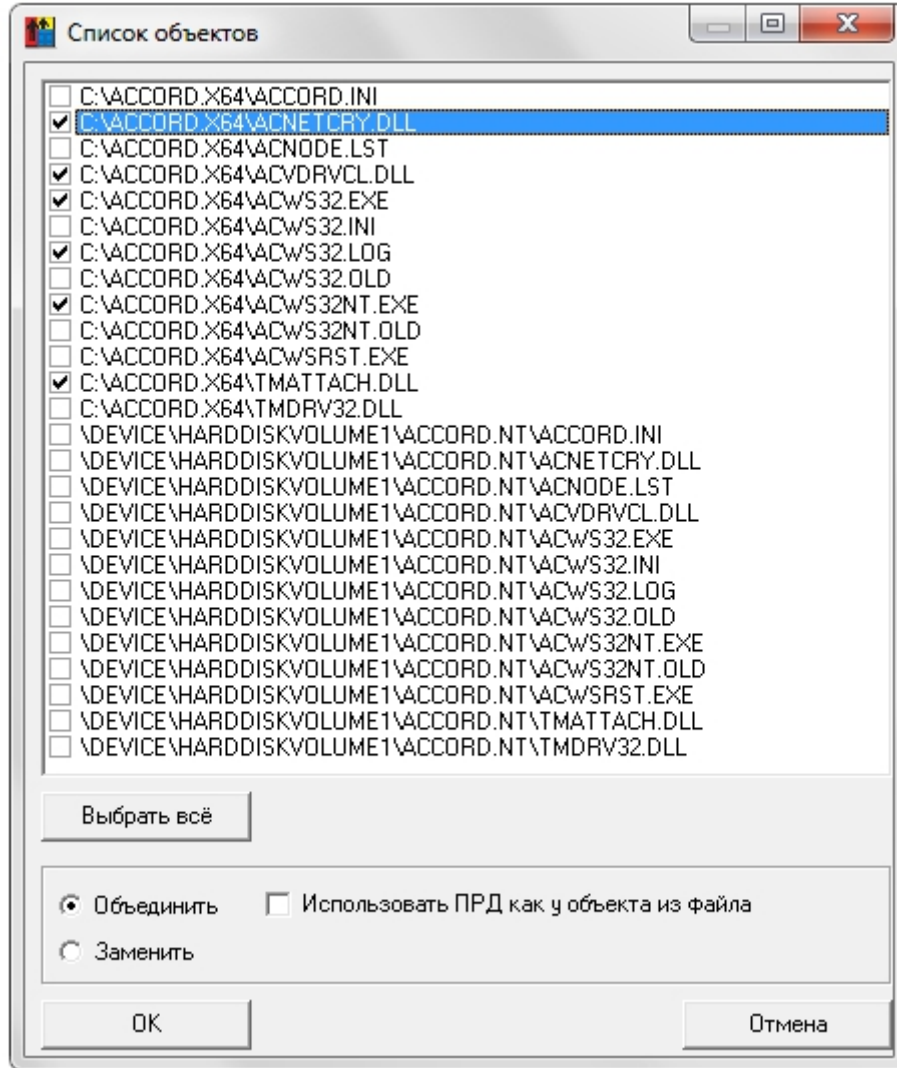 Список объектов
C:\ACCORD.X64\ACCORD.INI
C:\ACCORD.X64\ACNETCRY.DLL
C:\ACCORD.X64\ACNODE.LST
C:\ACCORD.X64\ACVDRVCL.DLL
C:\ACCORD.X64\ACWS32.EXE
C:\ACCORD.X64\ACWS32.INI
C:\ACCORD.X64\ACWS32.LOG
C:\ACCORD.X64\ACWS32.OLD
C:\ACCORD.X64\ACWS32NT.EXE
C:\ACCORD.X64\ACWS32NT.OLD
C:\ACCORD.X64\ACWSRST.EXE
C:\ACCORD.X64\TMATTACH.DLL
C:\ACCORD.X64\TMDRV32.DLL
\DEVICE\HARDDISKVOLUME1\ACCORD.NT\ACCORD.INI
\DEVICE\HARDDISKVOLUME1\ACCORD.NT\ACNETCRY.DLL
\DEVICE\HARDDISKVOLUME1\ACCORD.NT\ACNODE.LST
\DEVICE\HARDDISKVOLUME1\ACCORD.NT\ACVDRVCL.DLL
\DEVICE\HARDDISKVOLUME1\ACCORD.NT\ACWS32.EXE
\DEVICE\HARDDISKVOLUME1\ACCORD.NT\ACWS32.INI
\DEVICE\HARDDISKVOLUME1\ACCORD.NT\ACWS32.LOG
\DEVICE\HARDDISKVOLUME1\ACCORD.NT\ACWS32.OLD
\DEVICE\HARDDISKVOLUME1\ACCORD.NT\ACWS32NT.EXE
\DEVICE\HARDDISKVOLUME1\ACCORD.NT\ACWS32NT.OLD
\DEVICE\HARDDISKVOLUME1\ACCORD.NT\ACWSRST.EXE
\DEVICE\HARDDISKVOLUME1\ACCORD.NT\TMATTACH.DLL
\DEVICE\HARDDISKVOLUME1\ACCORD.NT\TMDRV32.DLL
Выбрать всё
Объединить Использовать ПРД как у объекта из файла
Заменить
OK Отмена